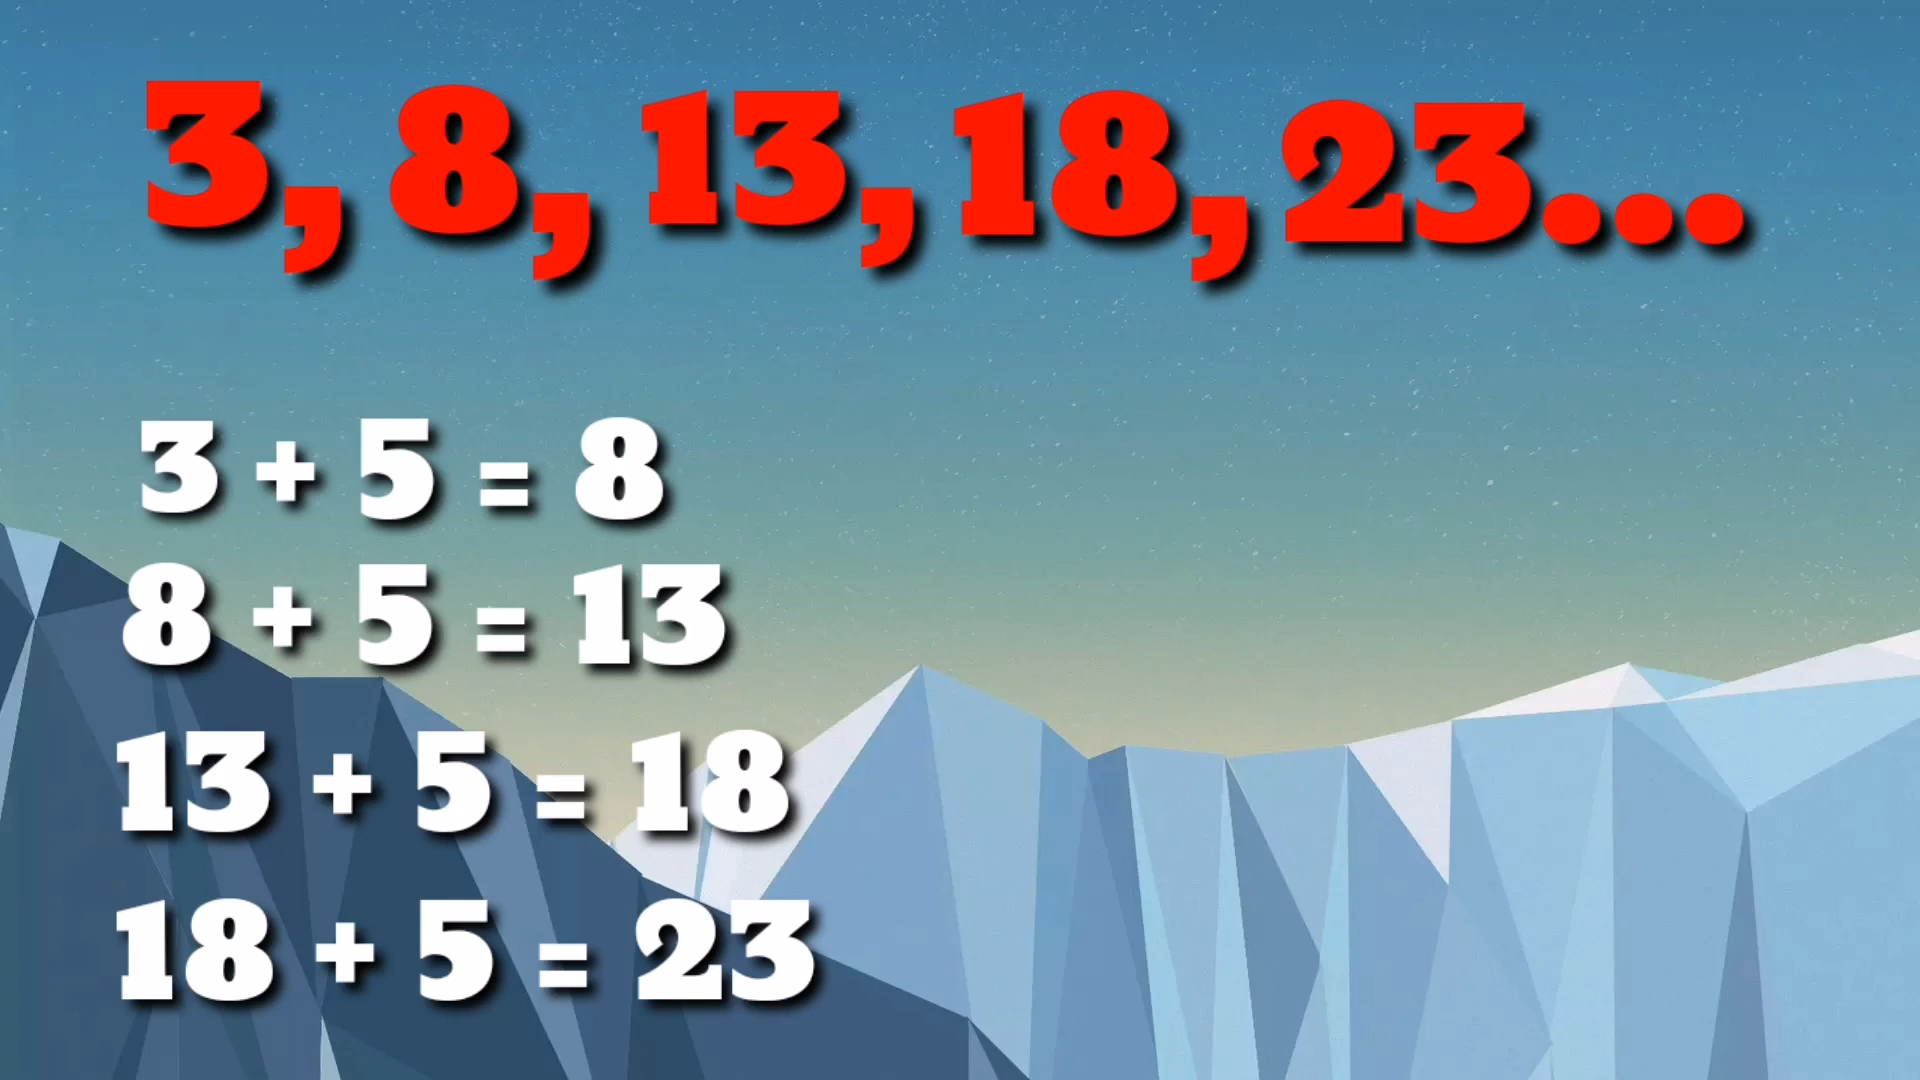 3, 8, 13, 18, 23...
3 + 5 = 8
8 + 5 = 13
13 + 5 = 18
18 + 5 = 23